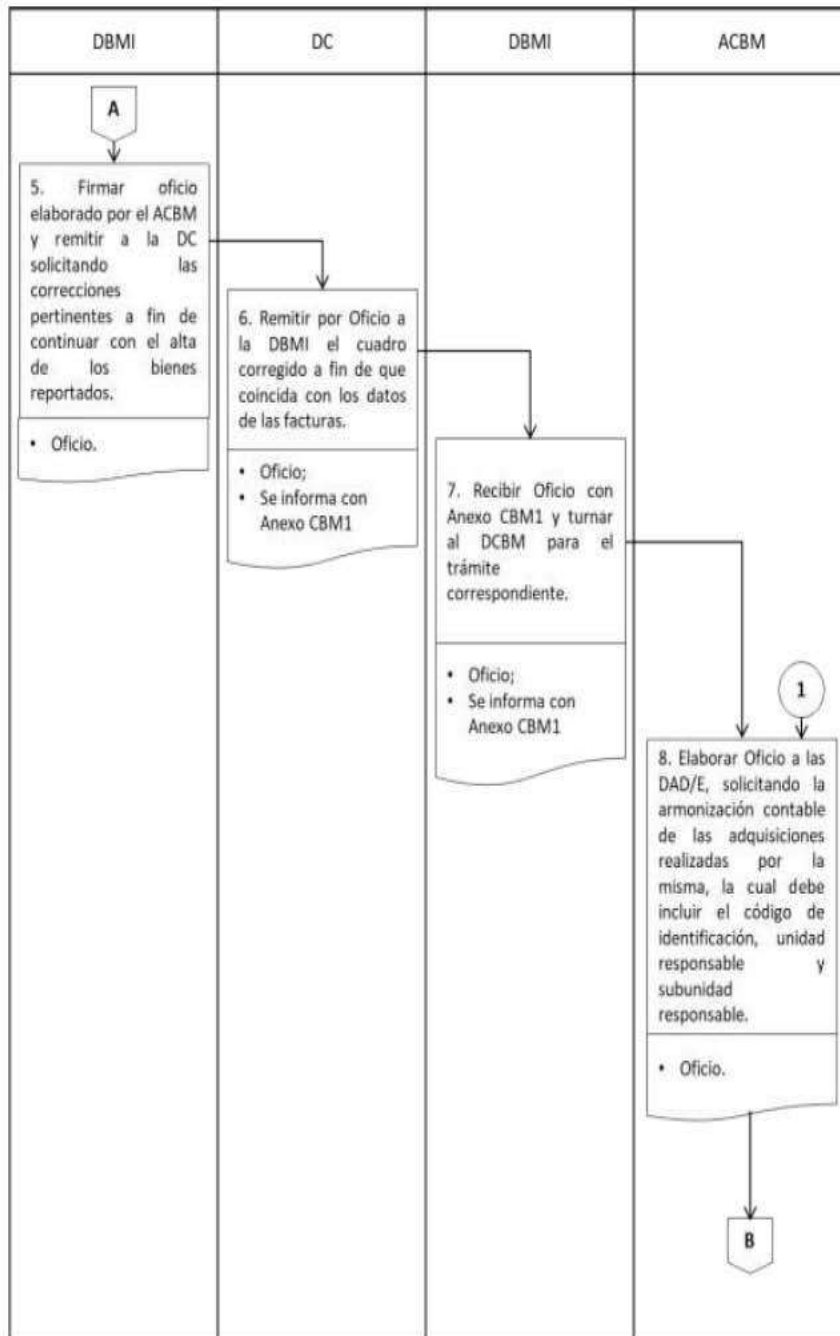 DBMI
DC
DBMI
ACBM
A
5. Firmar oficio
elaborado por el ACBM
y remitir a la DC
solicitando las
correcciones
pertinentes a fin de
continuar con el alta
de los bienes
reportados.
• Oficio.
6. Remitir por Oficio a
la DBMI el cuadro
corregido a fin de que
coincida con los datos
de las facturas.
• Oficio;
• Se informa con
Anexo CBM1
7. Recibir Oficio con
Anexo CBM1 y turnar
al DCBM para el
trámite
correspondiente.
• Oficio;
• Se informa con
Anexo CBM1
1
8. Elaborar Oficio a las
DAD/E, solicitando la
armonización contable
de las adquisiciones
realizadas por la
misma, la cual debe
incluir el código de
identificación, unidad
responsable y
subunidad
responsable.
• Oficio.
B